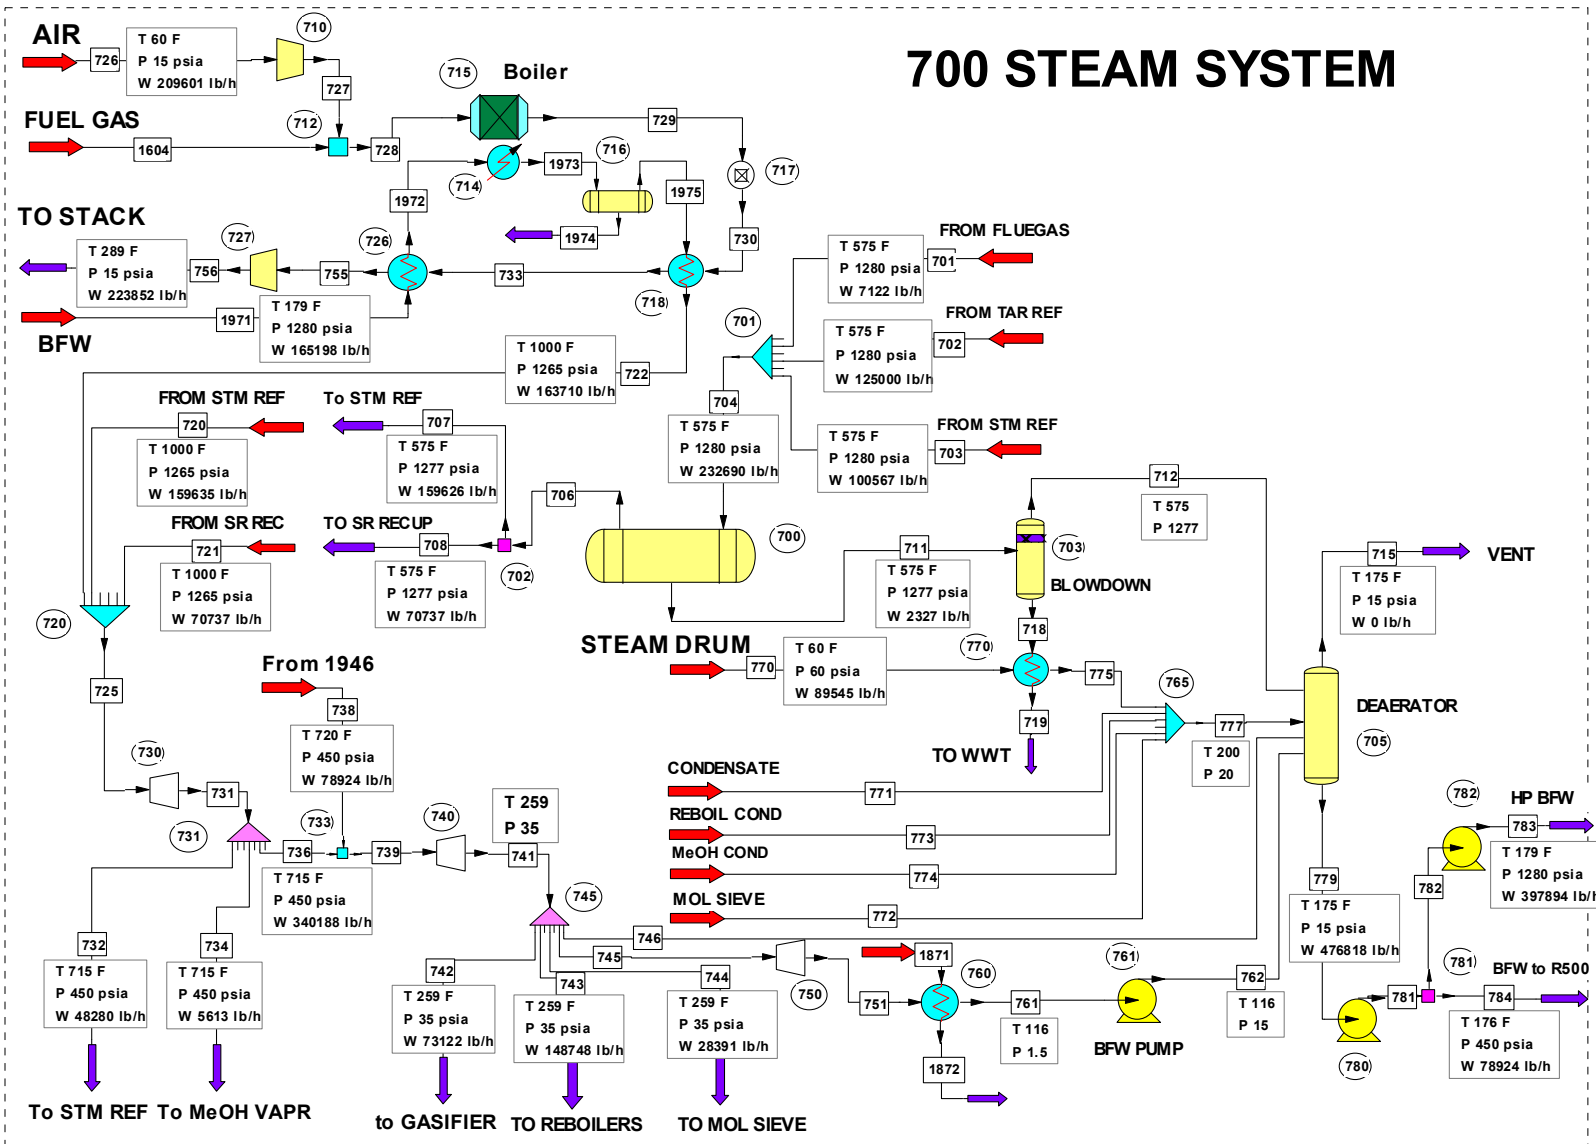 700 STEAM SYSTEM
AIR
726
T 60 F
P 15 psia
W 209601 lb/h
710
727
FUEL GAS
1604
712
728
715
Boiler
729
717
730
714
1973
716
1975
1974
1972
TO STACK
T 289 F
P 15 psia
W 223852 lb/h
756
727
755
726
733
718
BFW
1971
T 179 F
P 1280 psia
W 165198 lb/h
T 1000 F
P 1265 psia
W 163710 lb/h
722
FROM FLUEGAS
T 575 F
P 1280 psia
W 7122 lb/h
701
FROM TAR REF
T 575 F
P 1280 psia
W 125000 lb/h
702
701
704
T 575 F
P 1280 psia
W 232690 lb/h
FROM STM REF
T 575 F
P 1280 psia
W 100567 lb/h
703
FROM STM REF
720
T 1000 F
P 1265 psia
W 159635 lb/h
To STM REF
707
T 575 F
P 1277 psia
W 159626 lb/h
706
FROM SR REC
721
T 1000 F
P 1265 psia
W 70737 lb/h
TO SR RECUP
708
T 575 F
P 1277 psia
W 70737 lb/h
702
700
STEAM DRUM
711
T 575 F
P 1277 psia
W 2327 lb/h
703
BLOWDOWN
712
T 575
P 1277
715
VENT
T 175 F
P 15 psia
W 0 lb/h
720
725
718
770
T 60 F
P 60 psia
W 89545 lb/h
770
775
765
719
TO WWT
777
T 200
P 20
DEAERATOR
705
From 1946
738
T 720 F
P 450 psia
W 78924 lb/h
730
731
731
733
736
739
T 715 F
P 450 psia
W 340188 lb/h
740
741
T 259
P 35
CONDENSATE
771
REBOIL COND
773
MeOH COND
774
MOL SIEVE
772
745
746
745
732
T 715 F
P 450 psia
W 48280 lb/h
To STM REF
734
T 715 F
P 450 psia
W 5613 lb/h
To MeOH VAPR
742
T 259 F
P 35 psia
W 73122 lb/h
to GASIFIER
743
T 259 F
P 35 psia
W 148748 lb/h
TO REBOILERS
744
T 259 F
P 35 psia
W 28391 lb/h
TO MOL SIEVE
750
751
1871
760
1872
761
T 116
P 1.5
761
BFW PUMP
762
T 116
P 15
779
T 175 F
P 15 psia
W 476818 lb/h
780
781
781
782
782
HP BFW
783
T 179 F
P 1280 psia
W 397894 lb/h
BFW to R500
784
T 176 F
P 450 psia
W 78924 lb/h